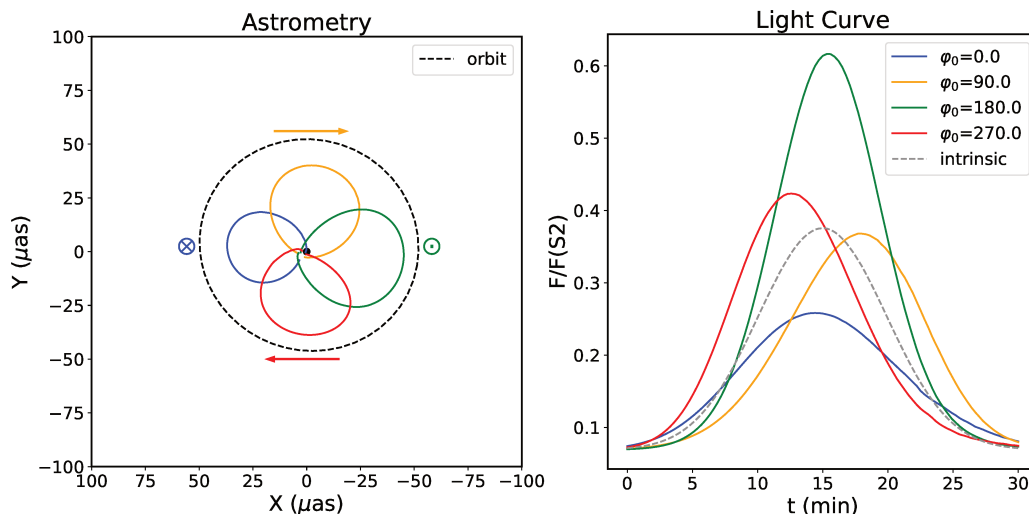 Astrometry
100
75
50
25
0
−25
−50
−75
−100
100
75
50
25
0
−25
−50
−75
−100
Y (μas)
X (μas)
orbit
Light Curve
0.6
0.5
0.4
0.3
0.2
0.1
0
5
10
15
20
25
30
F/F(S2)
t (min)
φ₀=0.0
φ₀=90.0
φ₀=180.0
φ₀=270.0
intrinsic